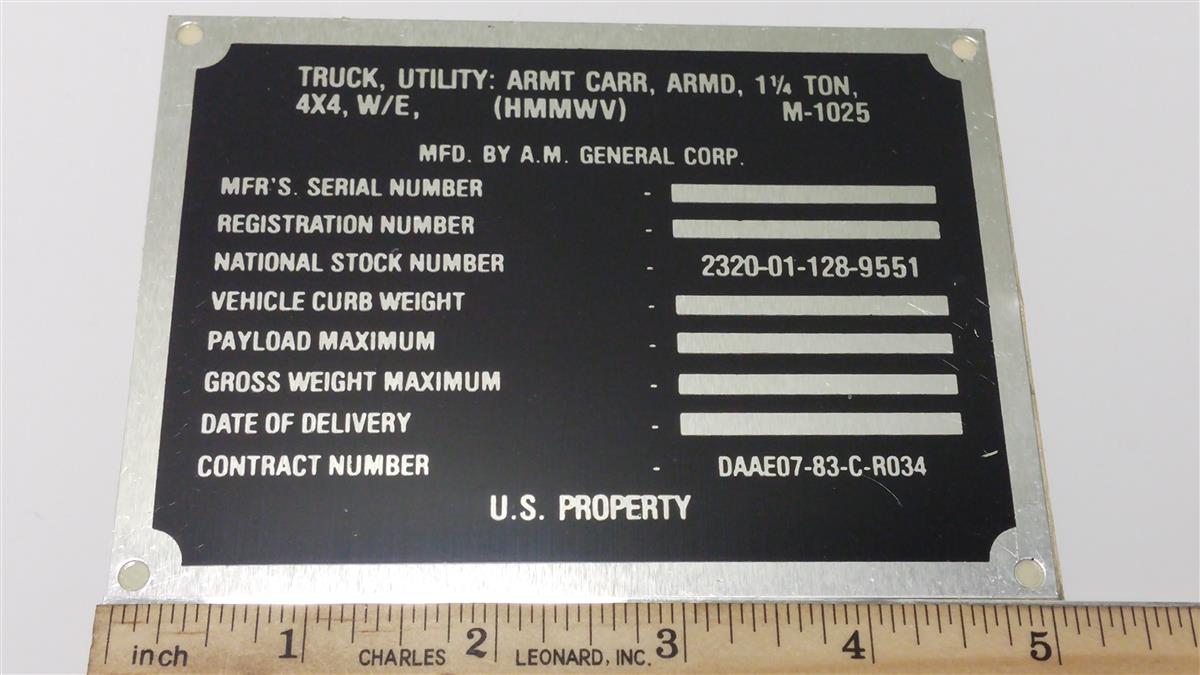 TRUCK, UTILITY: ARMT CARR, ARMD, 1 1/4 TON,
4X4, W/E, (HMMWV) M-1025
MFD. BY A.M. GENERAL CORP.
MFR'S. SERIAL NUMBER -
REGISTRATION NUMBER -
NATIONAL STOCK NUMBER - 2320-01-128-9551
VEHICLE CURB WEIGHT -
PAYLOAD MAXIMUM -
GROSS WEIGHT MAXIMUM -
DATE OF DELIVERY -
CONTRACT NUMBER - DAAE07-83-C-R034
U.S. PROPERTY
1 2 3 4 5
inch CHARLES LEONARD, INC.